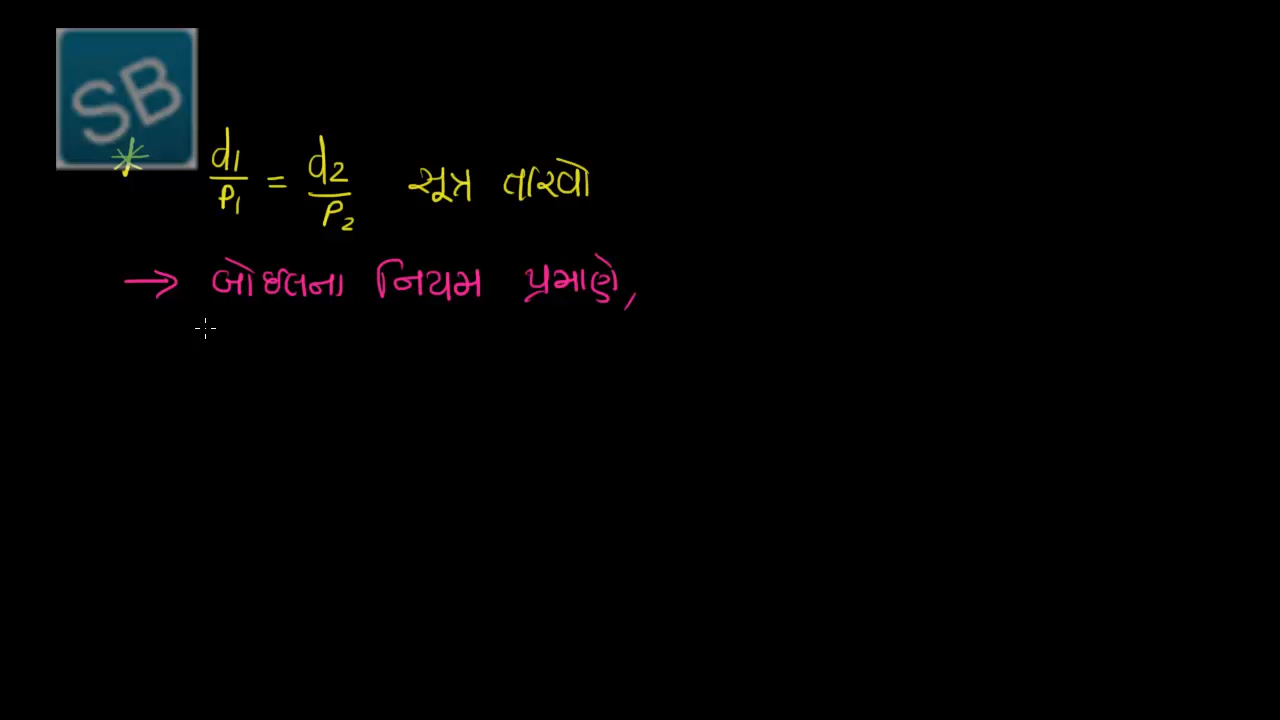 SB
* d1/P1 = d2/P2 સૂત્ર તારવો
→ બોઈલના નિયમ પ્રમાણે,